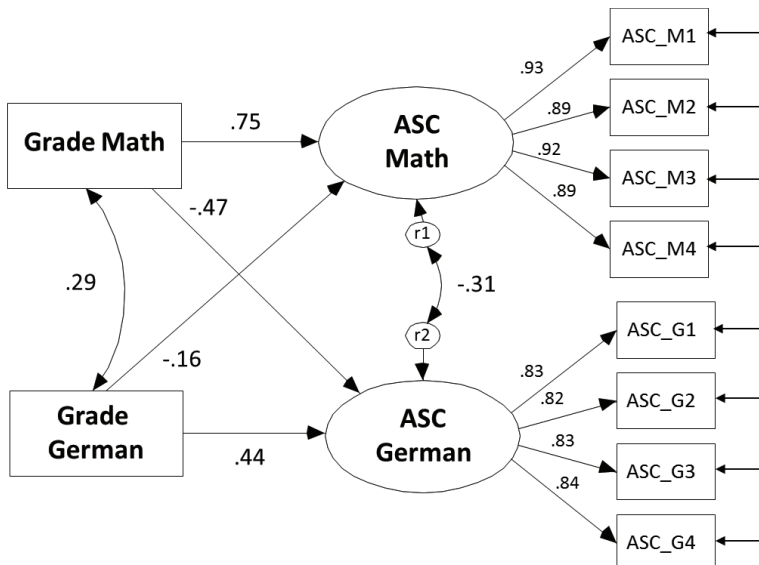 ASC_M1
.93
ASC_M2
.89
Grade Math
.75
ASC
Math
.92
ASC_M3
.89
-.47
ASC_M4
r1
.29
-.31
r2
-.16
ASC_G1
.83
Grade
German
.44
ASC
German
.82
ASC_G2
.83
ASC_G3
.84
ASC_G4